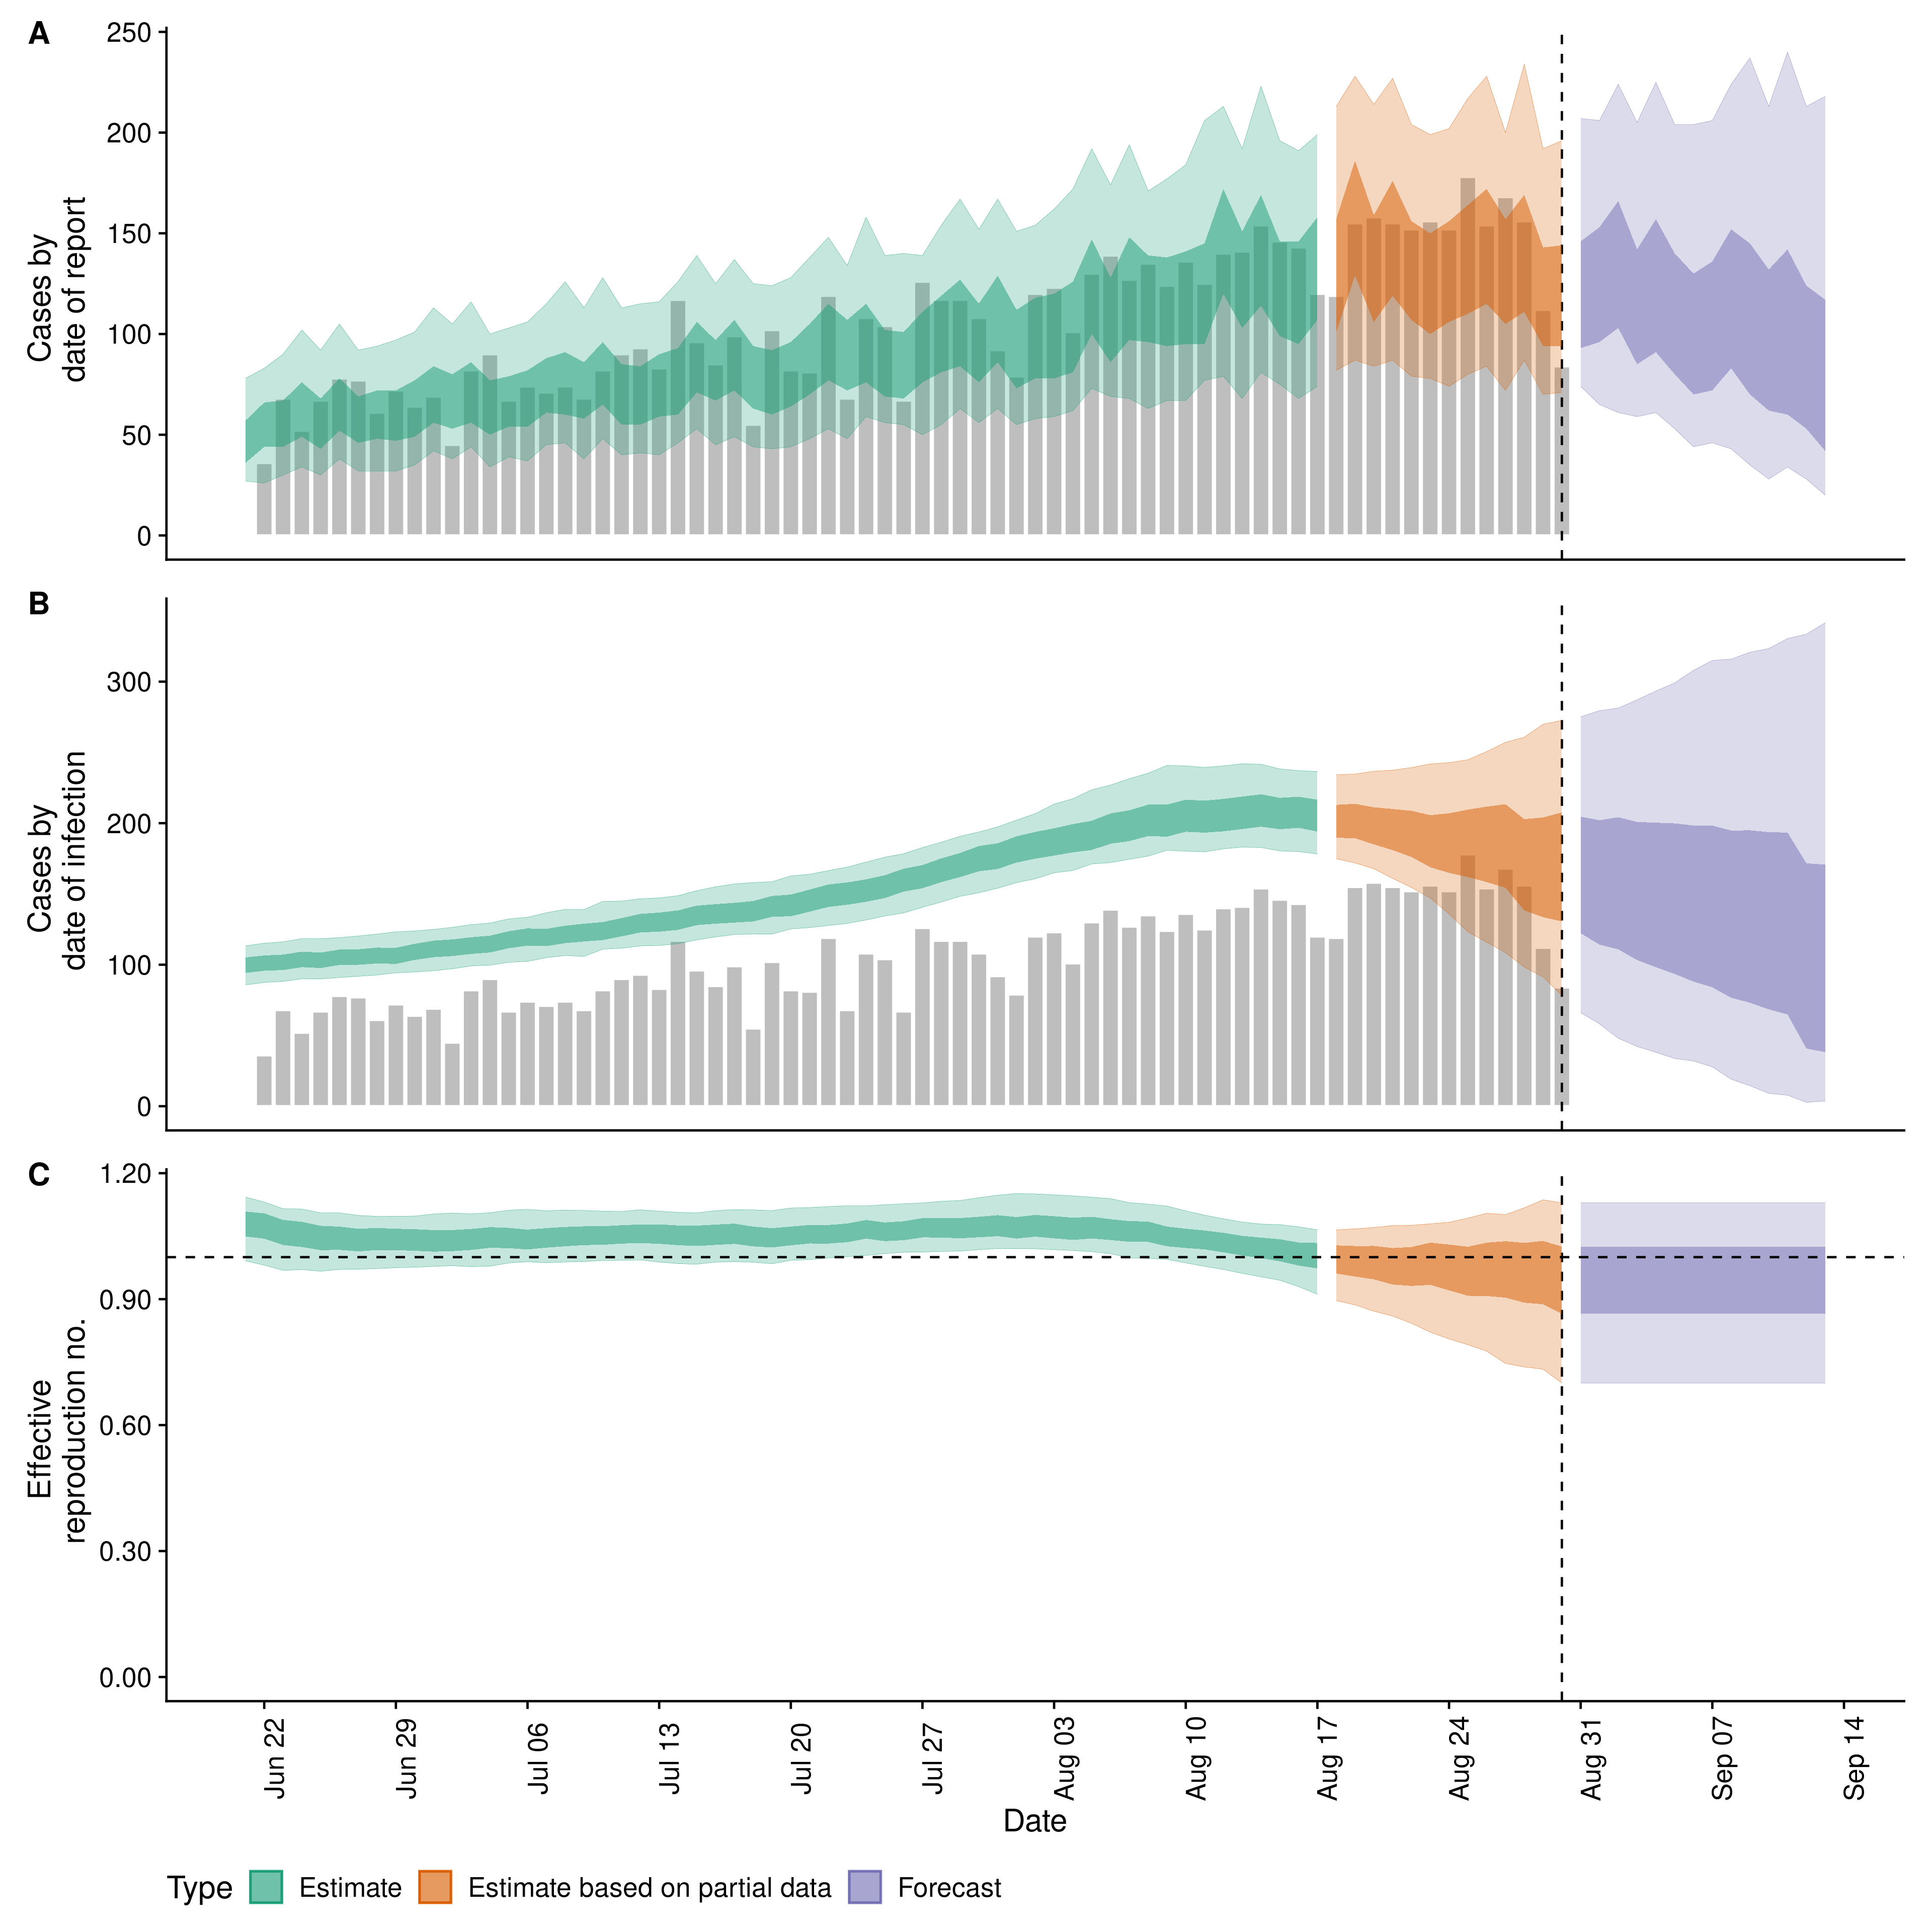 A
Cases by
date of report
250
200
150
100
50
0
B
Cases by
date of infection
300
200
100
0
C
Effective
reproduction no.
1.20
0.90
0.60
0.30
0.00
Jun 22
Jun 29
Jul 06
Jul 13
Jul 20
Jul 27
Aug 03
Aug 10
Aug 17
Aug 24
Aug 31
Sep 07
Sep 14
Date
Type Estimate Estimate based on partial data Forecast